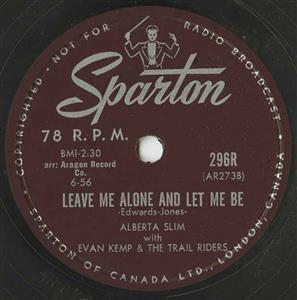 COPYRIGHTED - NOT FOR RADIO BROADCAST
Sparton
78 R.P.M.
BMI-2:30
arr: Aragon Record
Co.
6-56
296R
(AR273B)
LEAVE ME ALONE AND LET ME BE
-Edwards-Jones-
ALBERTA SLIM
with
EVAN KEMP & THE TRAIL RIDERS
SPARTON OF CANADA LTD., LONDON, CANADA